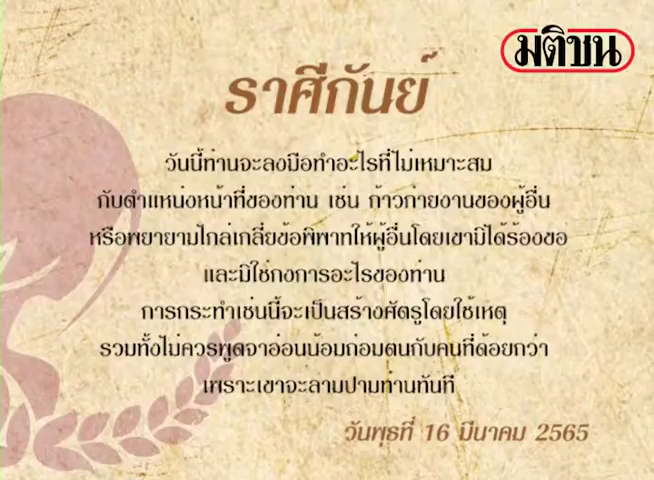 มติชน
ราศีกันย์
วันนี้ท่านจะลงมือทำอะไรที่ไม่เหมาะสม
กับตำแหน่งหน้าที่ของท่าน เช่น ก้าวก่ายงานของผู้อื่น
หรือพยายามไกล่เกลี่ยข้อพิพาทให้ผู้อื่นโดยเขามิได้ร้องขอ
และมิใช่กงการอะไรของท่าน
การกระทำเช่นนี้จะเป็นสร้างศัตรูโดยใช้เหตุ
รวมทั้งไม่ควรพูดจาอ่อนน้อมถ่อมตนกับคนที่ด้อยกว่า
เพราะเขาจะลามปามท่านทันที
วันพุธที่ 16 มีนาคม 2565